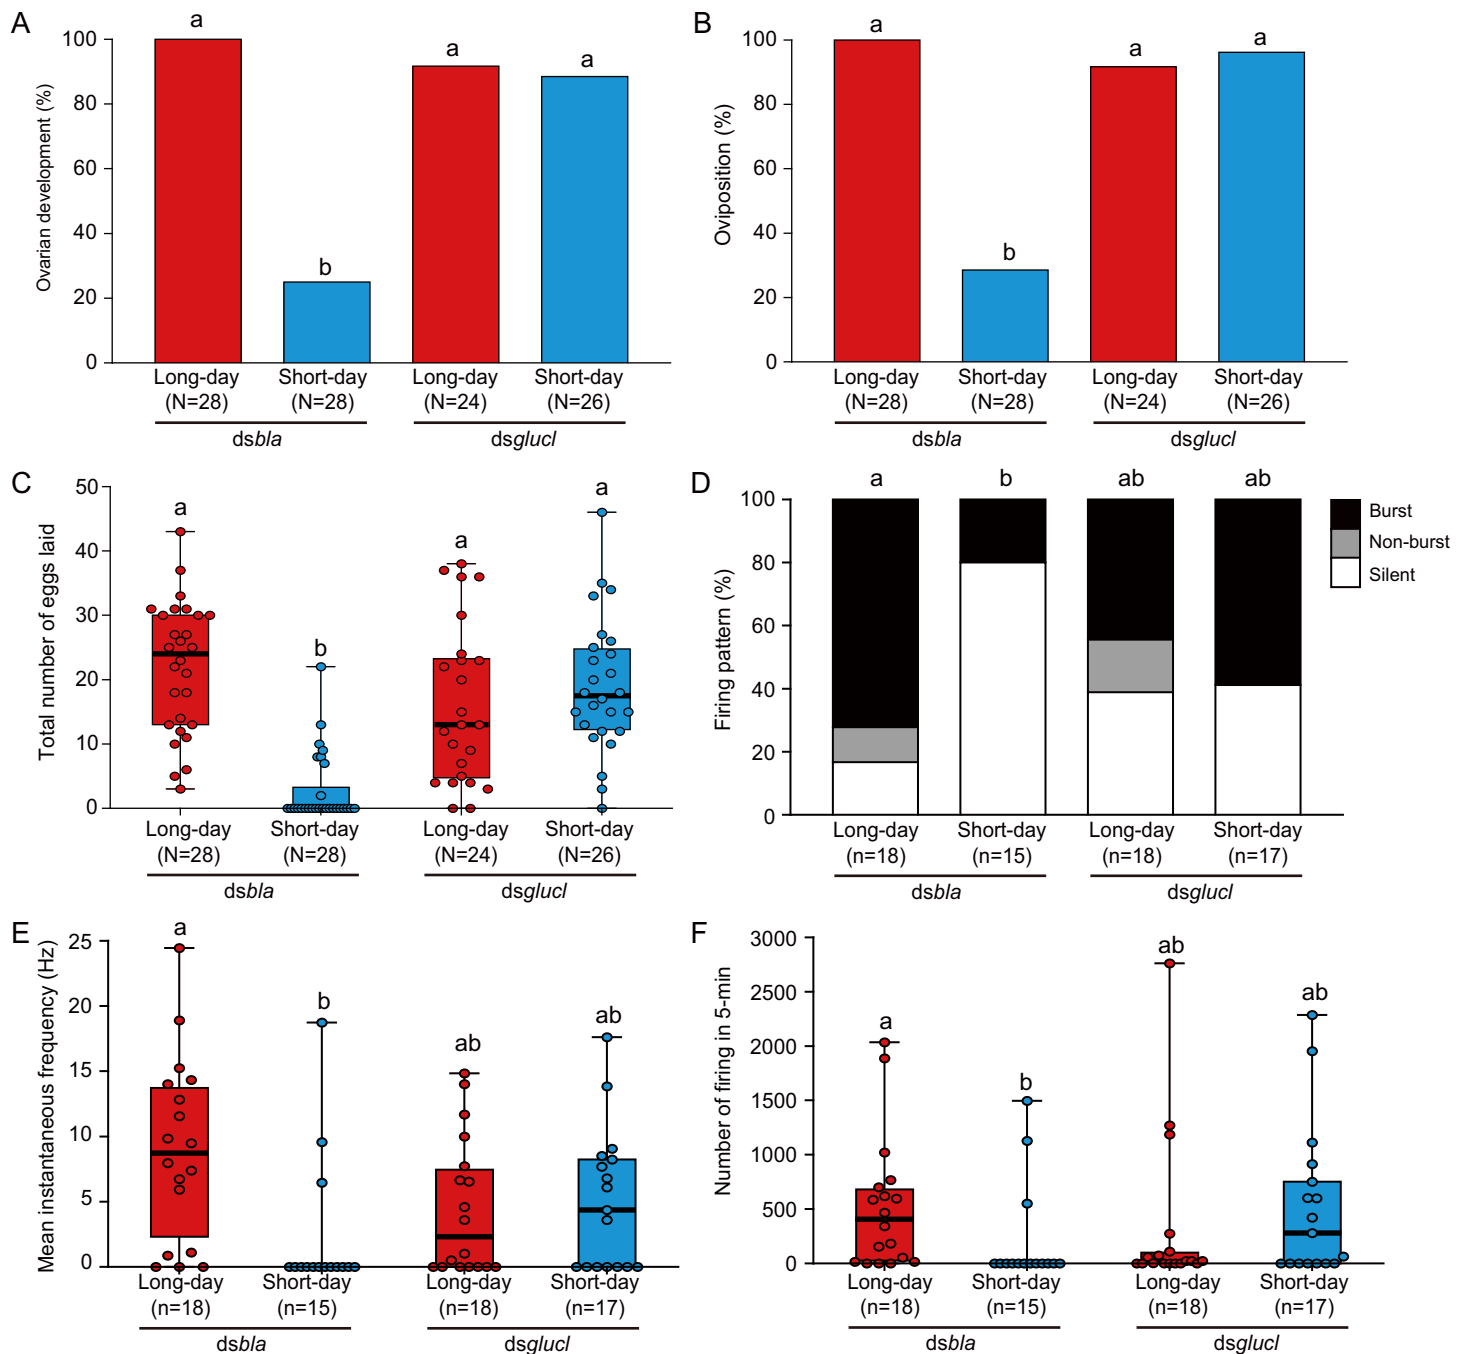 A
a
100
80
60
40
20
0
Ovarian development (%)
b
a
a
Long-day
(N=28)
Short-day
(N=28)
Long-day
(N=24)
Short-day
(N=26)
dsbla
dsglucl
B
a
100
80
60
40
20
0
Oviposition (%)
b
a
a
Long-day
(N=28)
Short-day
(N=28)
Long-day
(N=24)
Short-day
(N=26)
dsbla
dsglucl
C
50
40
30
20
10
0
Total number of eggs laid
a
b
a
a
Long-day
(N=28)
Short-day
(N=28)
Long-day
(N=24)
Short-day
(N=26)
dsbla
dsglucl
D
100
80
60
40
20
0
Firing pattern (%)
a
b
ab
ab
Burst
Non-burst
Silent
Long-day
(n=18)
Short-day
(n=15)
Long-day
(n=18)
Short-day
(n=17)
dsbla
dsglucl
E
25
20
15
10
5
0
Mean instantaneous frequency (Hz)
a
b
ab
ab
Long-day
(n=18)
Short-day
(n=15)
Long-day
(n=18)
Short-day
(n=17)
dsbla
dsglucl
F
3000
2500
2000
1500
1000
500
0
Number of firing in 5-min
a
b
ab
ab
Long-day
(n=18)
Short-day
(n=15)
Long-day
(n=18)
Short-day
(n=17)
dsbla
dsglucl